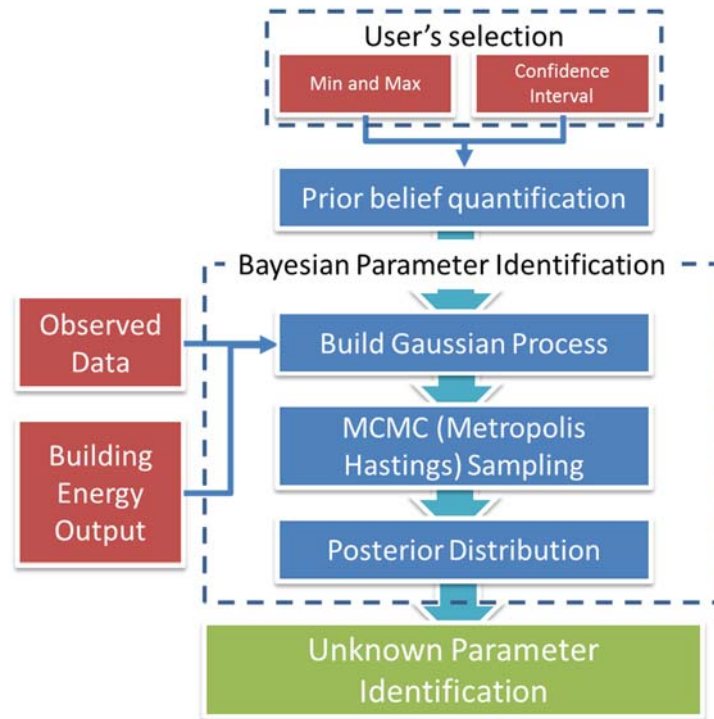 User's selection
Min and Max
Confidence
Interval
Prior belief quantification
Bayesian Parameter Identification
Observed
Data
Build Gaussian Process
Building
Energy
Output
MCMC (Metropolis
Hastings) Sampling
Posterior Distribution
Unknown Parameter
Identification